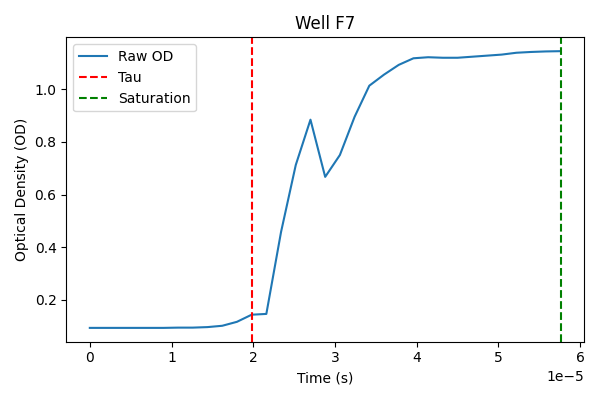 Well F7
Raw OD
Tau
Saturation
Optical Density (OD)
1.0
0.8
0.6
0.4
0.2
0 1 2 3 4 5 6
1e−5
Time (s)